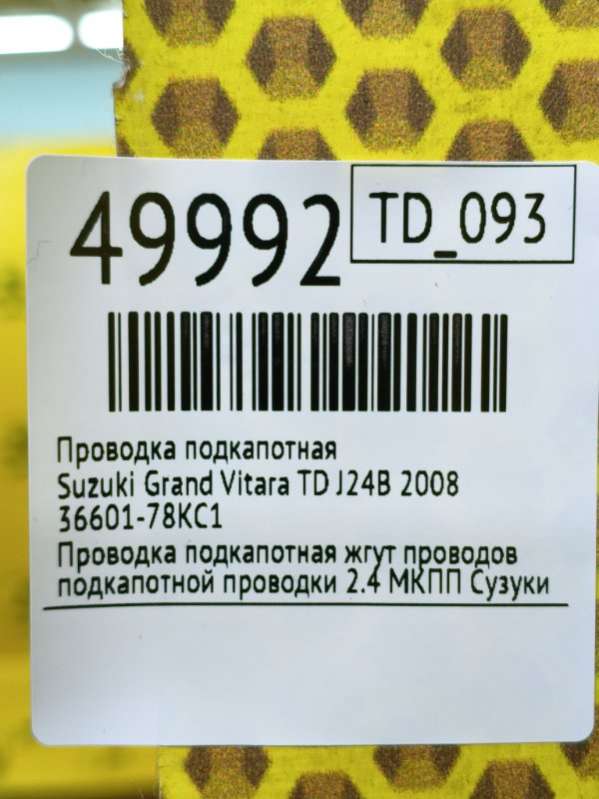 49992
TD_093
Проводка подкапотная
Suzuki Grand Vitara TD J24B 2008
36601-78KC1
Проводка подкапотная жгут проводов
подкапотной проводки 2.4 МКПП Сузуки